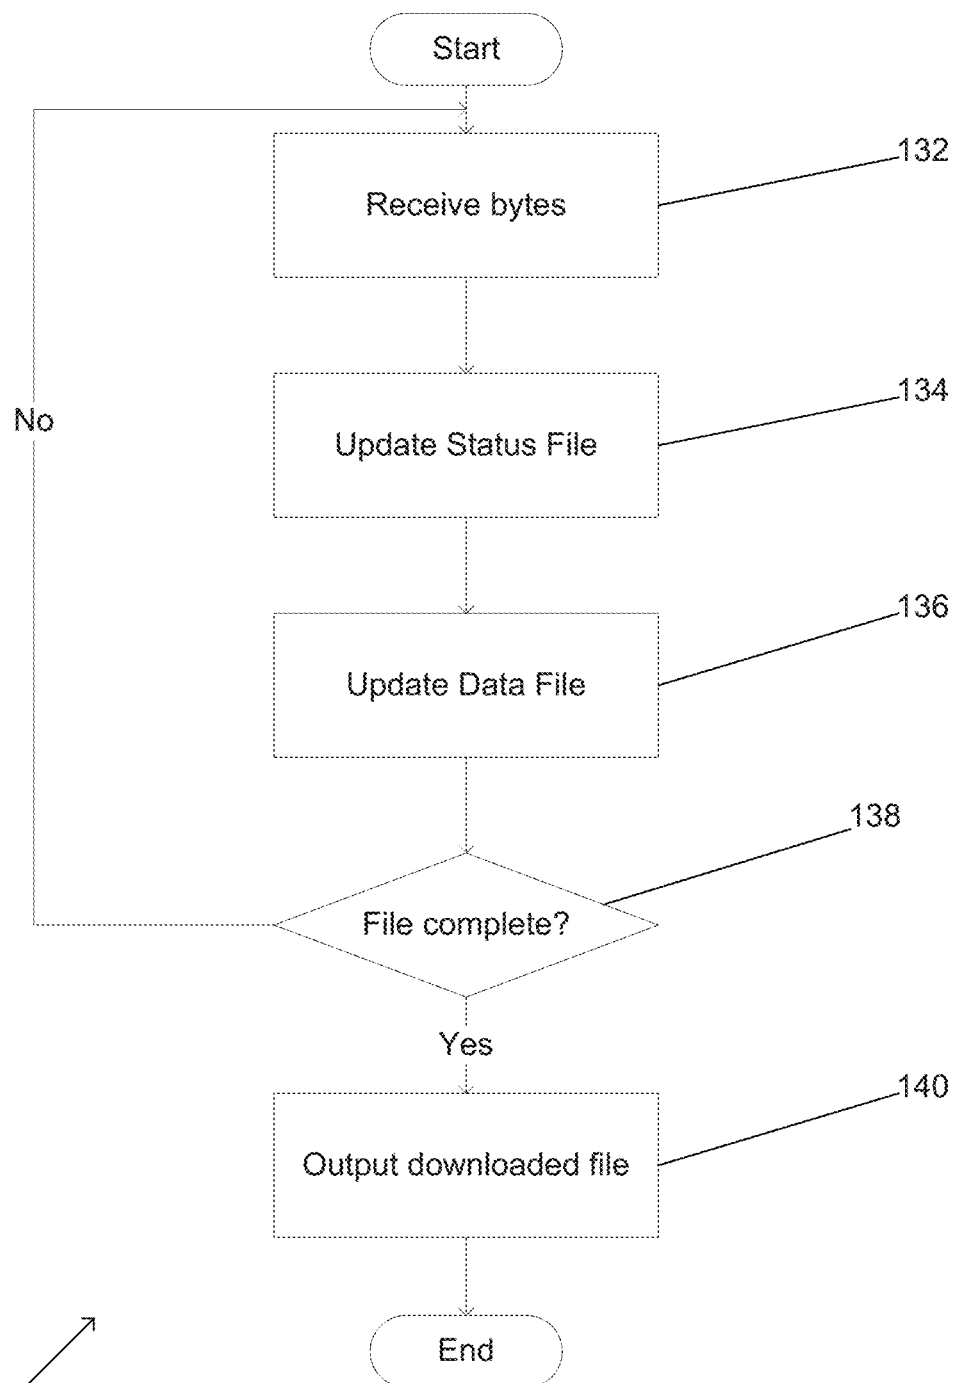 Start
132
Receive bytes
134
No
Update Status File
136
Update Data File
138
File complete?
Yes
140
Output downloaded file
End